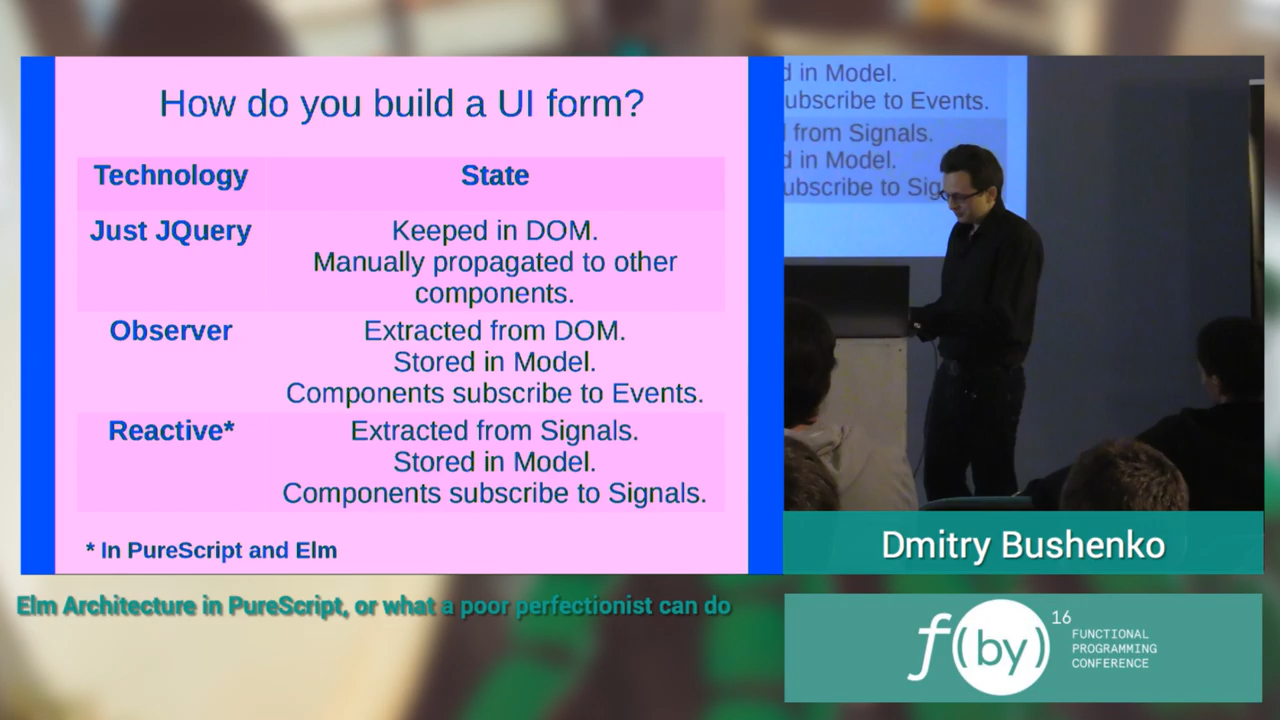 How do you build a UI form?
Technology State
Just JQuery Keeped in DOM.
Manually propagated to other
components.
Observer Extracted from DOM.
Stored in Model.
Components subscribe to Events.
Reactive* Extracted from Signals.
Stored in Model.
Components subscribe to Signals.
* In PureScript and Elm
d in Model.
ubscribe to Events.
from Signals.
d in Model.
ubscribe to Sig
Dmitry Bushenko
Elm Architecture in PureScript, or what a poor perfectionist can do
f(by) 16
FUNCTIONAL
PROGRAMMING
CONFERENCE